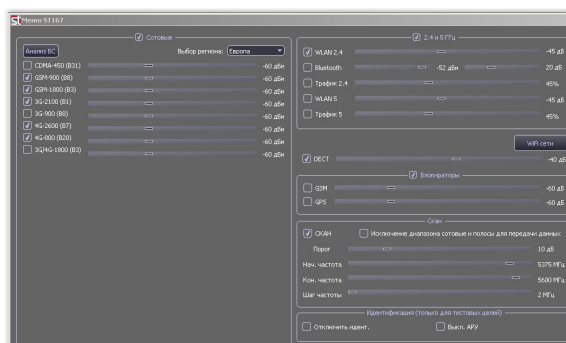 ST Меню ST167
Сотовые
Анализ БС
Выбор региона: Европа
CDMA-450 (B31) -60 дБм
GSM-900 (B8) -60 дБм
GSM-1800 (B3) -60 дБм
3G-2100 (B1) -60 дБм
3G-900 (B8) -60 дБм
4G-2600 (B7) -60 дБм
4G-800 (B20) -60 дБм
3G/4G-1800 (B3) -60 дБм
2,4 и 5 ГГц
WLAN 2.4 -45 дБ
Bluetooth -52 дБм 20 дБ
Трафик 2.4 45%
WLAN 5 -45 дБ
Трафик 5 45%
WiFi сети
DECT -40 дБ
Блокираторы
GSM -60 дБ
GPS -60 дБ
Скан
СКАН Исключение диапазона сотовые и полосы для передачи данных
Порог 10 дБ
Нач. частота 5375 МГц
Кон. частота 5600 МГц
Шаг частоты 2 МГц
Идентификация (только для тестовых целей)
Отключить идент. Выкл. АРУ